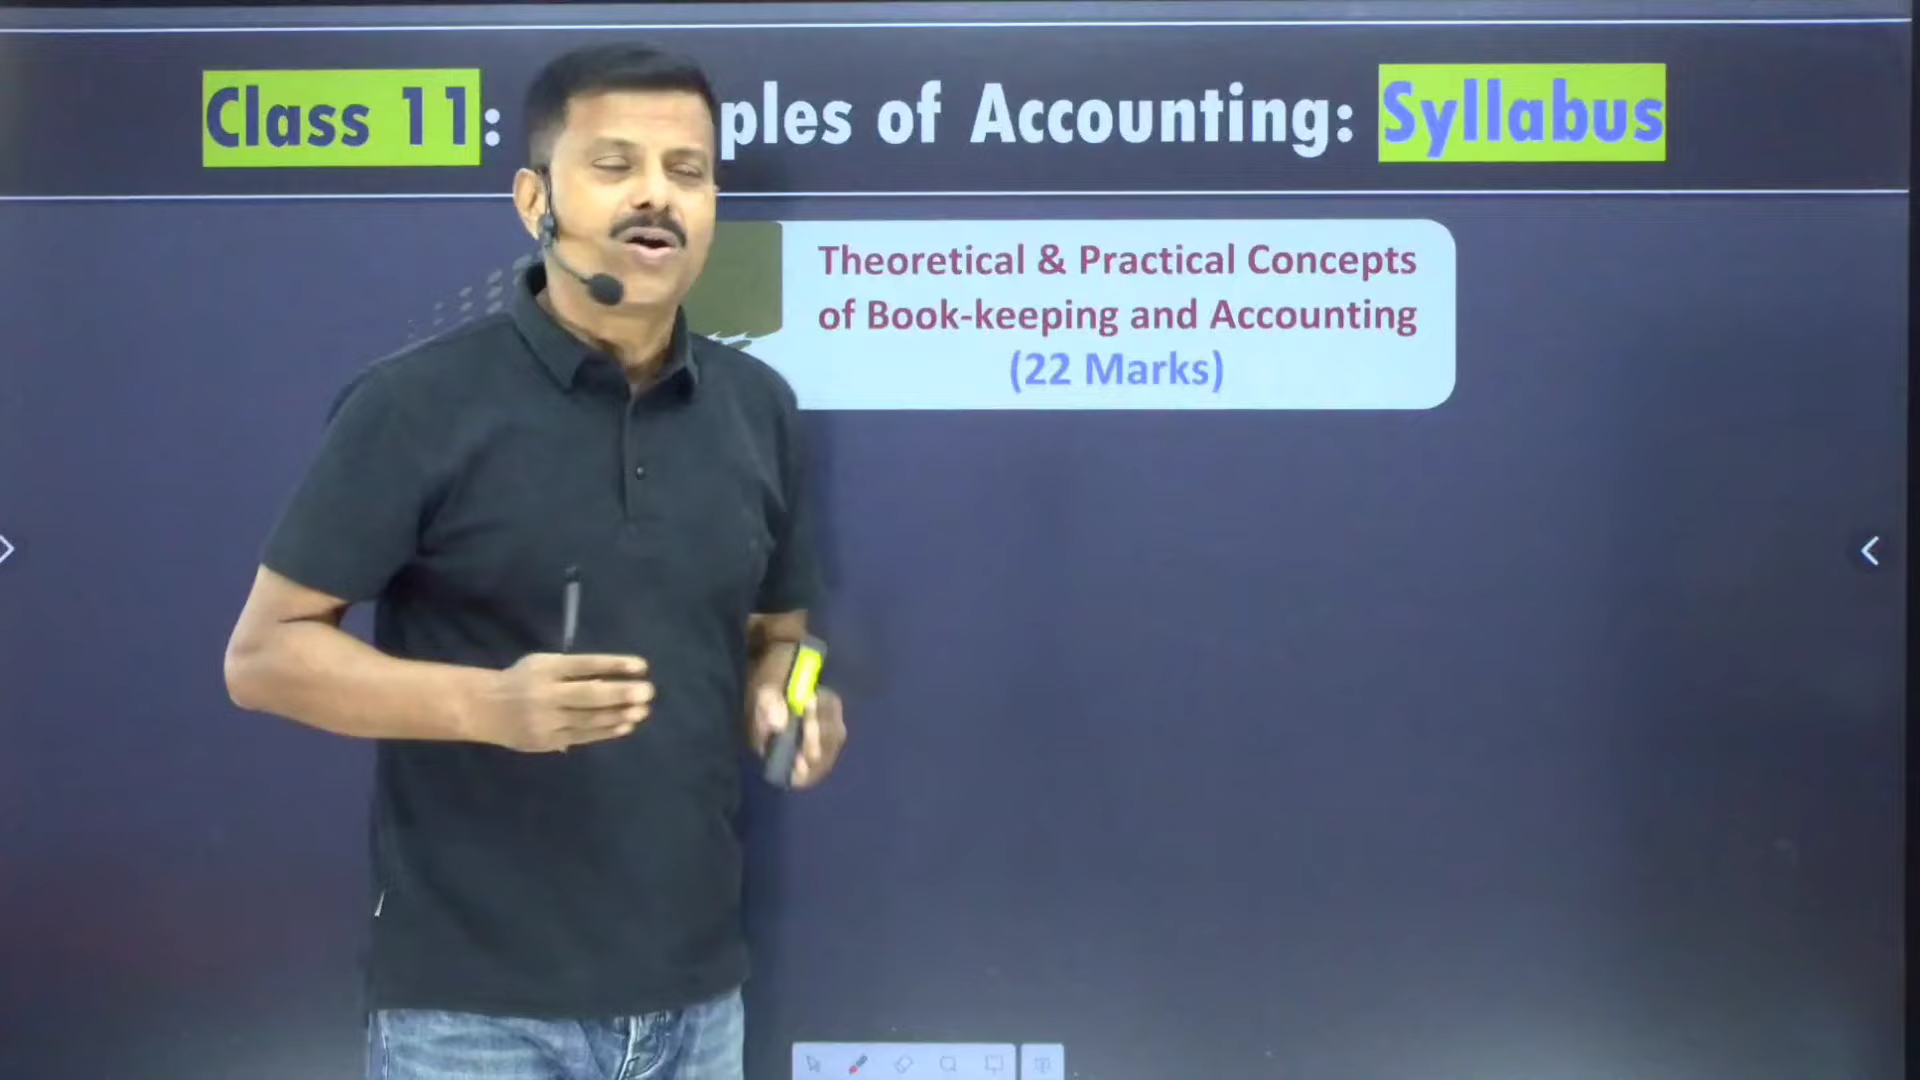 Class 11: ples of Accounting: Syllabus
Theoretical & Practical Concepts
of Book-keeping and Accounting
(22 Marks)